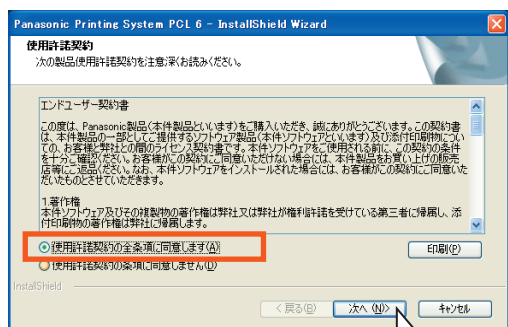 Panasonic Printing System PCL 6 - InstallShield Wizard
使用許諾契約
次の製品使用許諾契約を注意深くお読みください。
エンドユーザー契約書
この度は、Panasonic製品(本件製品といいます)をご購入いただき、誠にありがとうございます。この契約書
は、本件製品の一部としてご提供するソフトウェア製品(本件ソフトウェアといいます)及び添付印刷物につい
ての、お客様と弊社との間のライセンス契約書です。本件ソフトウェアをご使用される前に、この契約の条件
を十分ご確認ください。お客様がこの契約にご同意いただけない場合には、本件製品をお買い上げの販売
店等にご返品ください。なお、本件ソフトウェアをインストールされた場合には、お客様がこの契約にご同意いた
だいたものとさせていただきます。
1.著作権
本件ソフトウェア及びその複製物の著作権は弊社又は弊社が権利許諾を受けている第三者に帰属し、添
付印刷物の著作権は弊社に帰属します。
使用許諾契約の全条項に同意します(A)
印刷(P)
使用許諾契約の条項に同意しません(D)
InstallShield
< 戻る(B)
次へ (N)>
キャンセル